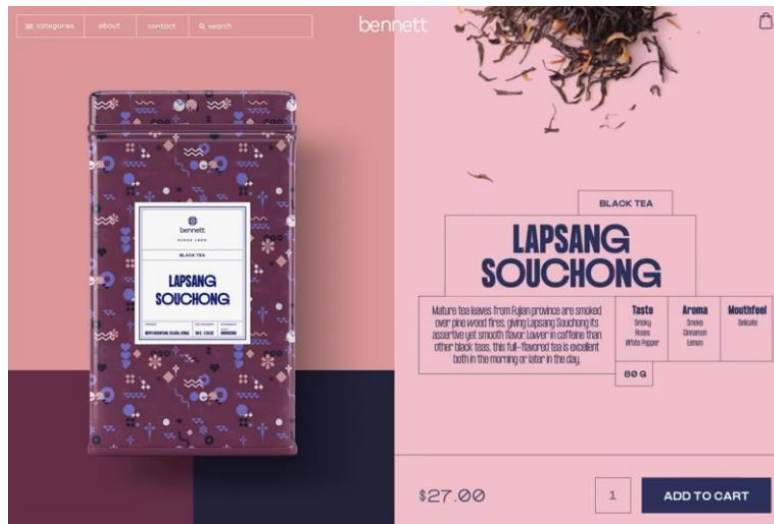 categories about contact search
bennett
bennett
BLACK TEA
LAPSANG
SOUCHONG
BLACK TEA
LAPSANG
SOUCHONG
Mature tea leaves from Fujian province are smoked
over pine wood fires, giving Lapsang Souchong its
assertive yet smooth flavor. Lower in caffeine than
other black teas, this full-flavored tea is excellent
both in the morning or later in the day.
Taste
Smoky
Roses
White Pepper
Aroma
Smoke
Cinnamon
Lemon
Mouthfeel
Delicate
80 G
$27.00
1
ADD TO CART